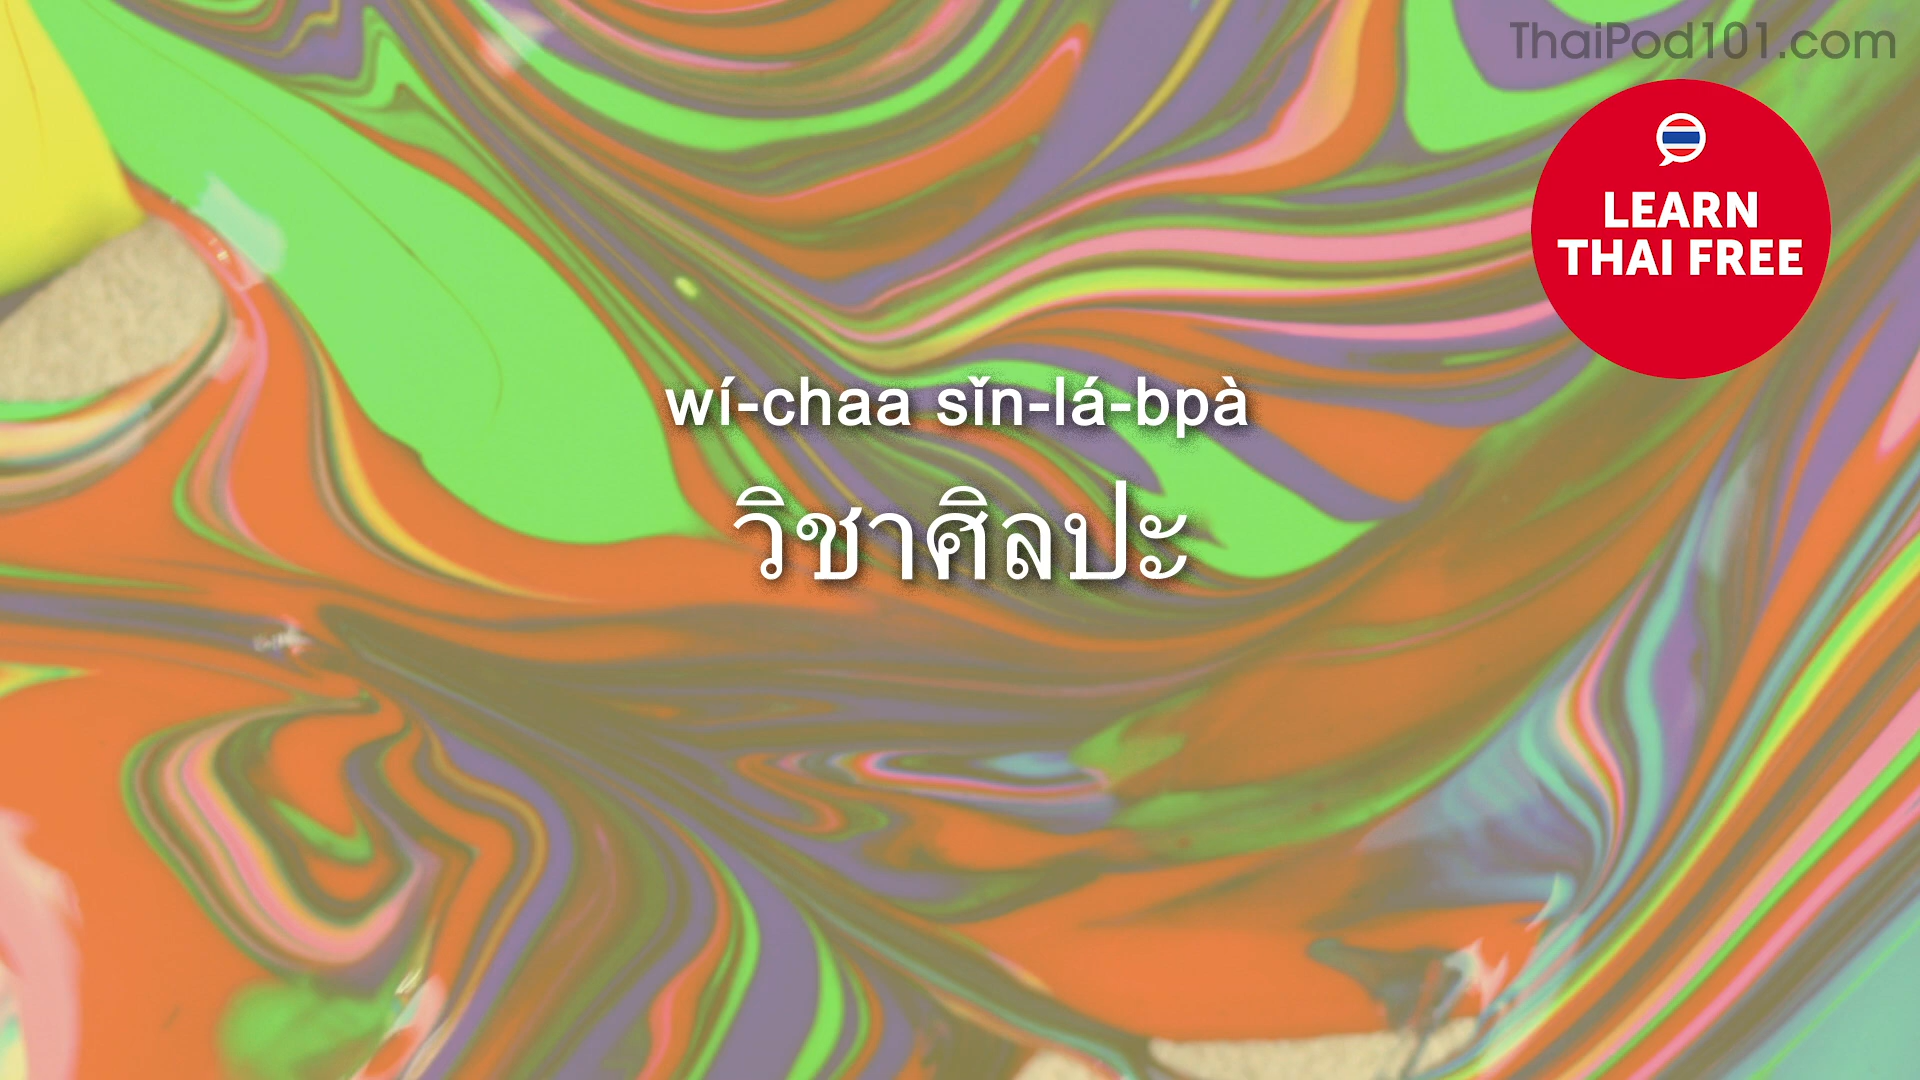 ThaiPod101.com
LEARN
THAI FREE
wí-chaa sǐn-lá-bpà
วิชาศิลปะ